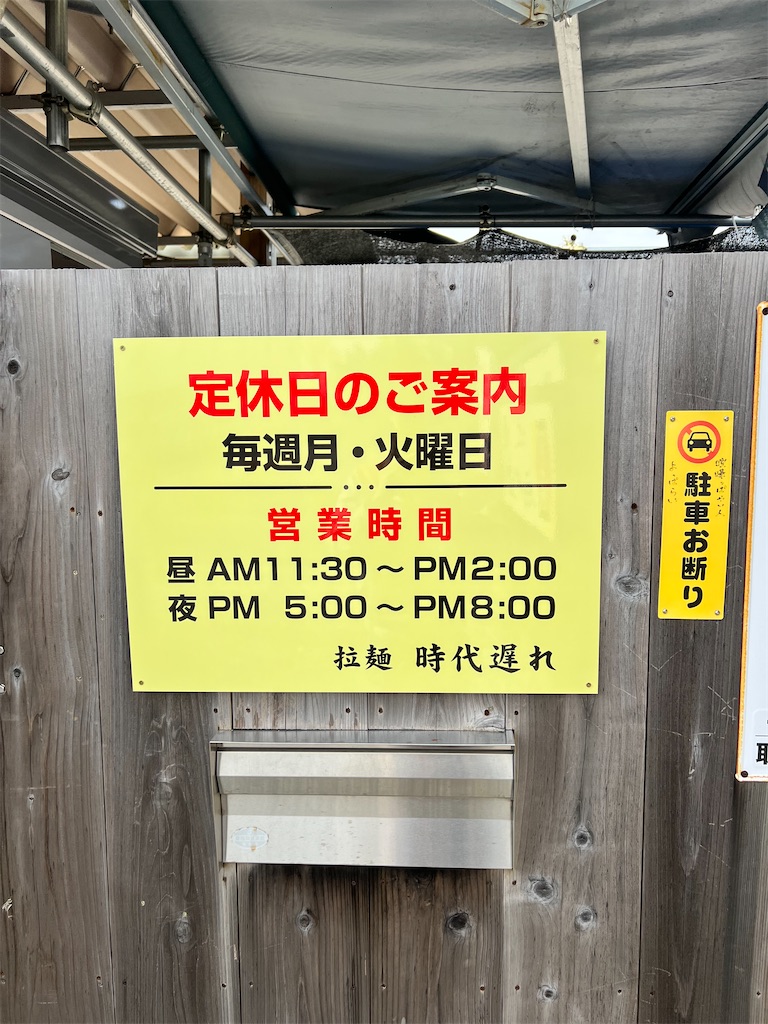 定休日のご案内
毎週月・火曜日
営業時間
昼 AM11:30～PM2:00
夜 PM 5:00～PM8:00
拉麺 時代遅れ
駐車お断り